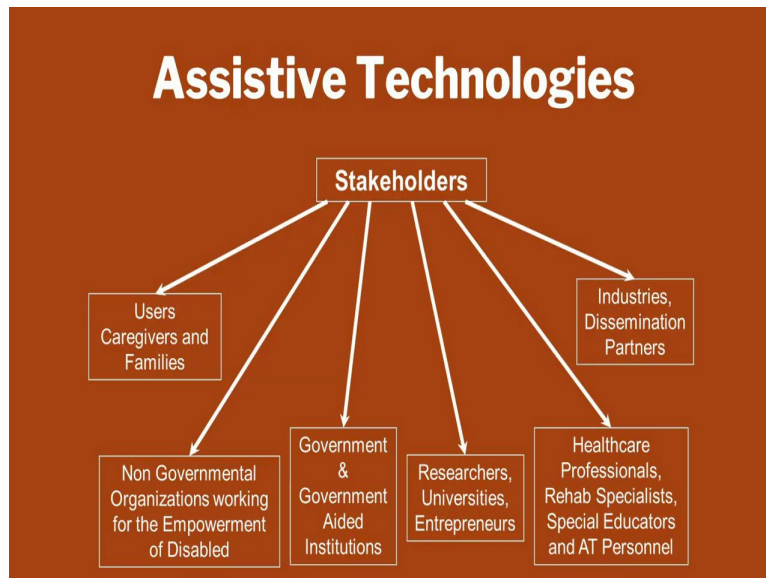 Assistive Technologies
Stakeholders
Users
Caregivers and
Families
Industries,
Dissemination
Partners
Non Governmental
Organizations working
for the Empowerment
of Disabled
Government
&
Government
Aided
Institutions
Researchers,
Universities,
Entrepreneurs
Healthcare
Professionals,
Rehab Specialists,
Special Educators
and AT Personnel